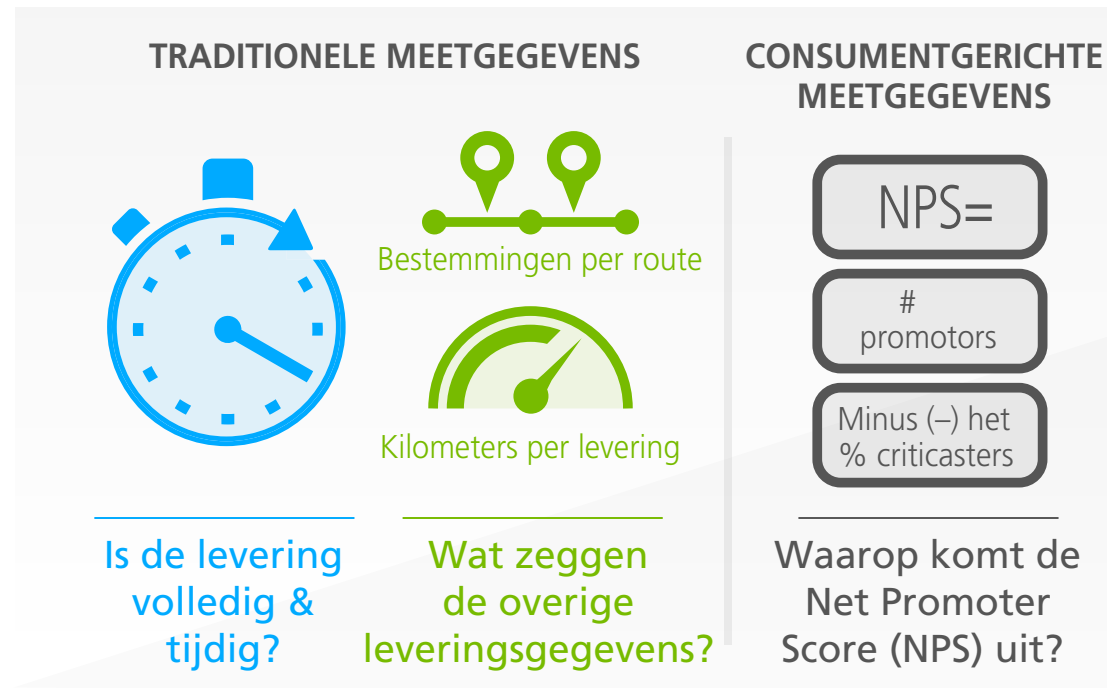 TRADITIONELE MEETGEGEVENS
Bestemmingen per route
Kilometers per levering
Is de levering
volledig &
tijdig?
Wat zeggen
de overige
leveringsgegevens?
CONSUMENTGERICHTE
MEETGEGEVENS
NPS=
#
promotors
Minus (–) het
% criticasters
Waarop komt de
Net Promoter
Score (NPS) uit?